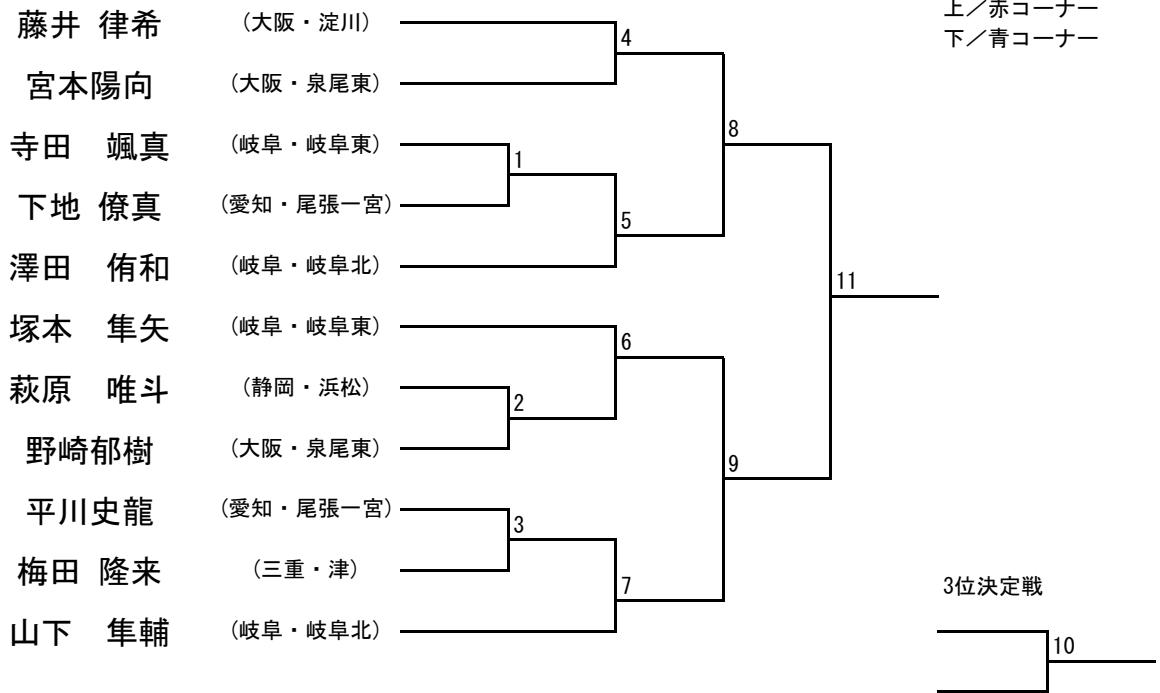 上／赤コーナー
下／青コーナー
藤井 律希 （大阪・淀川）
4
宮本陽向 （大阪・泉尾東）
8
寺田　颯真 （岐阜・岐阜東）
1
下地 僚真 （愛知・尾張一宮）
5
澤田　侑和 （岐阜・岐阜北）
11
塚本　隼矢 （岐阜・岐阜東）
6
萩原　唯斗 （静岡・浜松）
2
野崎郁樹 （大阪・泉尾東）
9
平川史龍 （愛知・尾張一宮）
3
梅田 隆来 （三重・津）
7
3位決定戦
山下　隼輔 （岐阜・岐阜北）
10